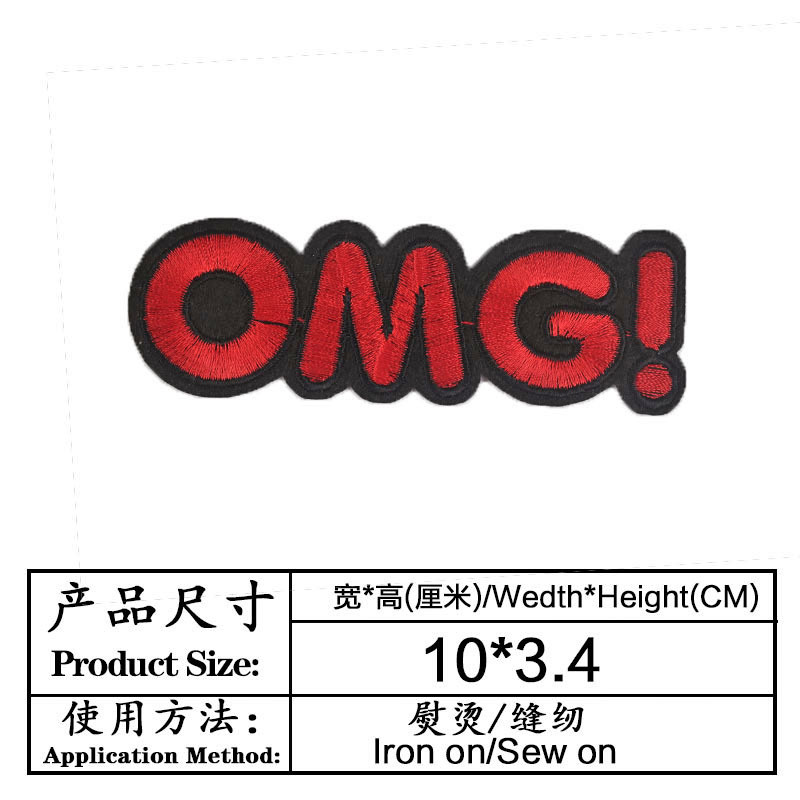 OMG!
产品尺寸
Product Size:
宽*高(厘米)/Wedth*Height(CM)
10*3.4
使用方法:
Application Method:
熨烫/缝纫
Iron on/Sew on